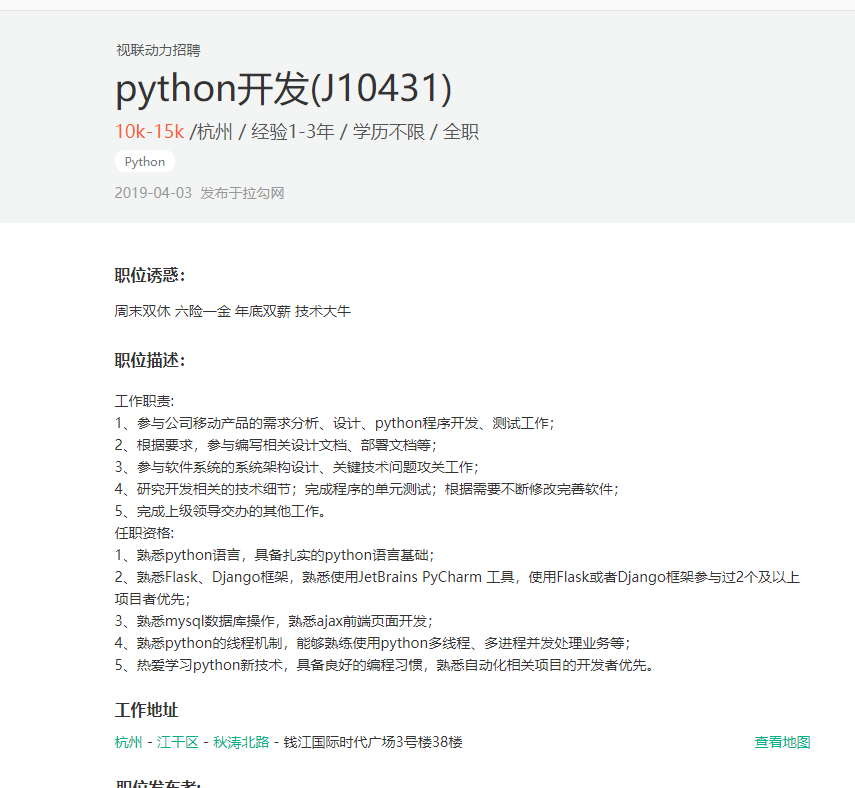 视联动力招聘
python开发(J10431)
10k-15k /杭州 / 经验1-3年 / 学历不限 / 全职
Python
2019-04-03 发布于拉勾网
职位诱惑：
周末双休 六险一金 年底双薪 技术大牛
职位描述：
工作职责:
1、参与公司移动产品的需求分析、设计、python程序开发、测试工作；
2、根据要求，参与编写相关设计文档、部署文档等；
3、参与软件系统的系统架构设计、关键技术问题攻关工作；
4、研究开发相关的技术细节；完成程序的单元测试；根据需要不断修改完善软件；
5、完成上级领导交办的其他工作。
任职资格:
1、熟悉python语言，具备扎实的python语言基础；
2、熟悉Flask、Django框架，熟悉使用JetBrains PyCharm 工具，使用Flask或者Django框架参与过2个及以上
项目者优先；
3、熟悉mysql数据库操作，熟悉ajax前端页面开发；
4、熟悉python的线程机制，能够熟练使用python多线程、多进程并发处理业务等；
5、热爱学习python新技术，具备良好的编程习惯，熟悉自动化相关项目的开发者优先。
工作地址
杭州 - 江干区 - 秋涛北路 - 钱江国际时代广场3号楼38楼 查看地图
职位发布者：